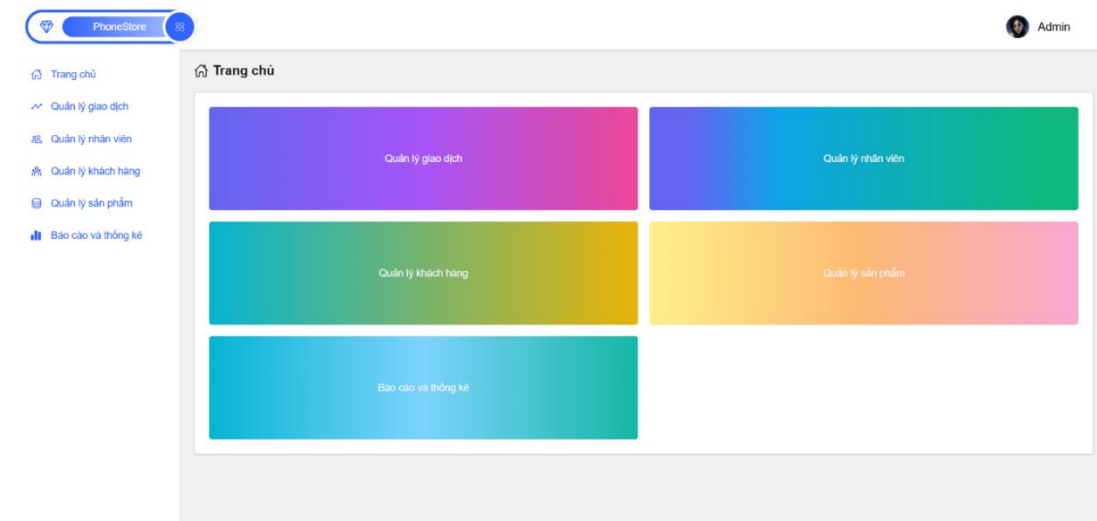 PhoneStore
Admin
Trang chủ
Quản lý giao dịch
Quản lý nhân viên
Quản lý khách hàng
Quản lý sản phẩm
Báo cáo và thống kê
Trang chủ
Quản lý giao dịch
Quản lý nhân viên
Quản lý khách hàng
Quản lý sản phẩm
Báo cáo và thống kê